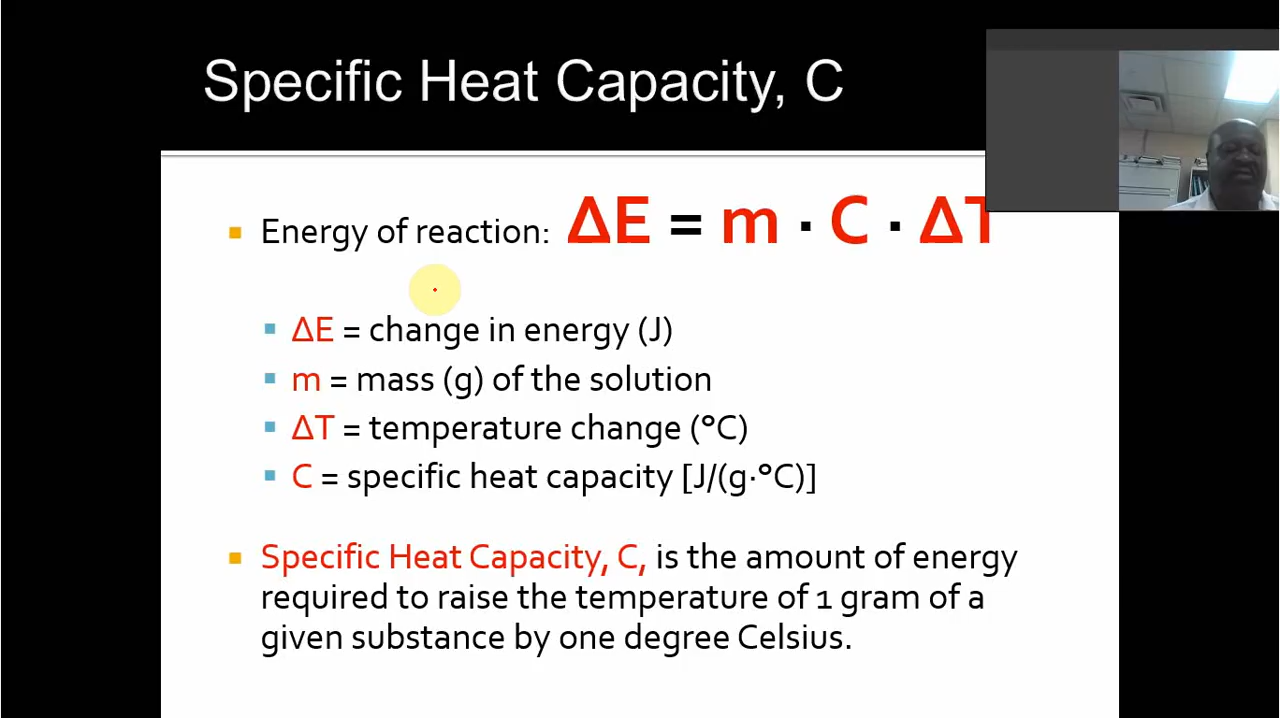 Specific Heat Capacity, C
Energy of reaction: ΔE = m · C · ΔT
ΔE = change in energy (J)
m = mass (g) of the solution
ΔT = temperature change (°C)
C = specific heat capacity [J/(g·°C)]
Specific Heat Capacity, C, is the amount of energy
required to raise the temperature of 1 gram of a
given substance by one degree Celsius.